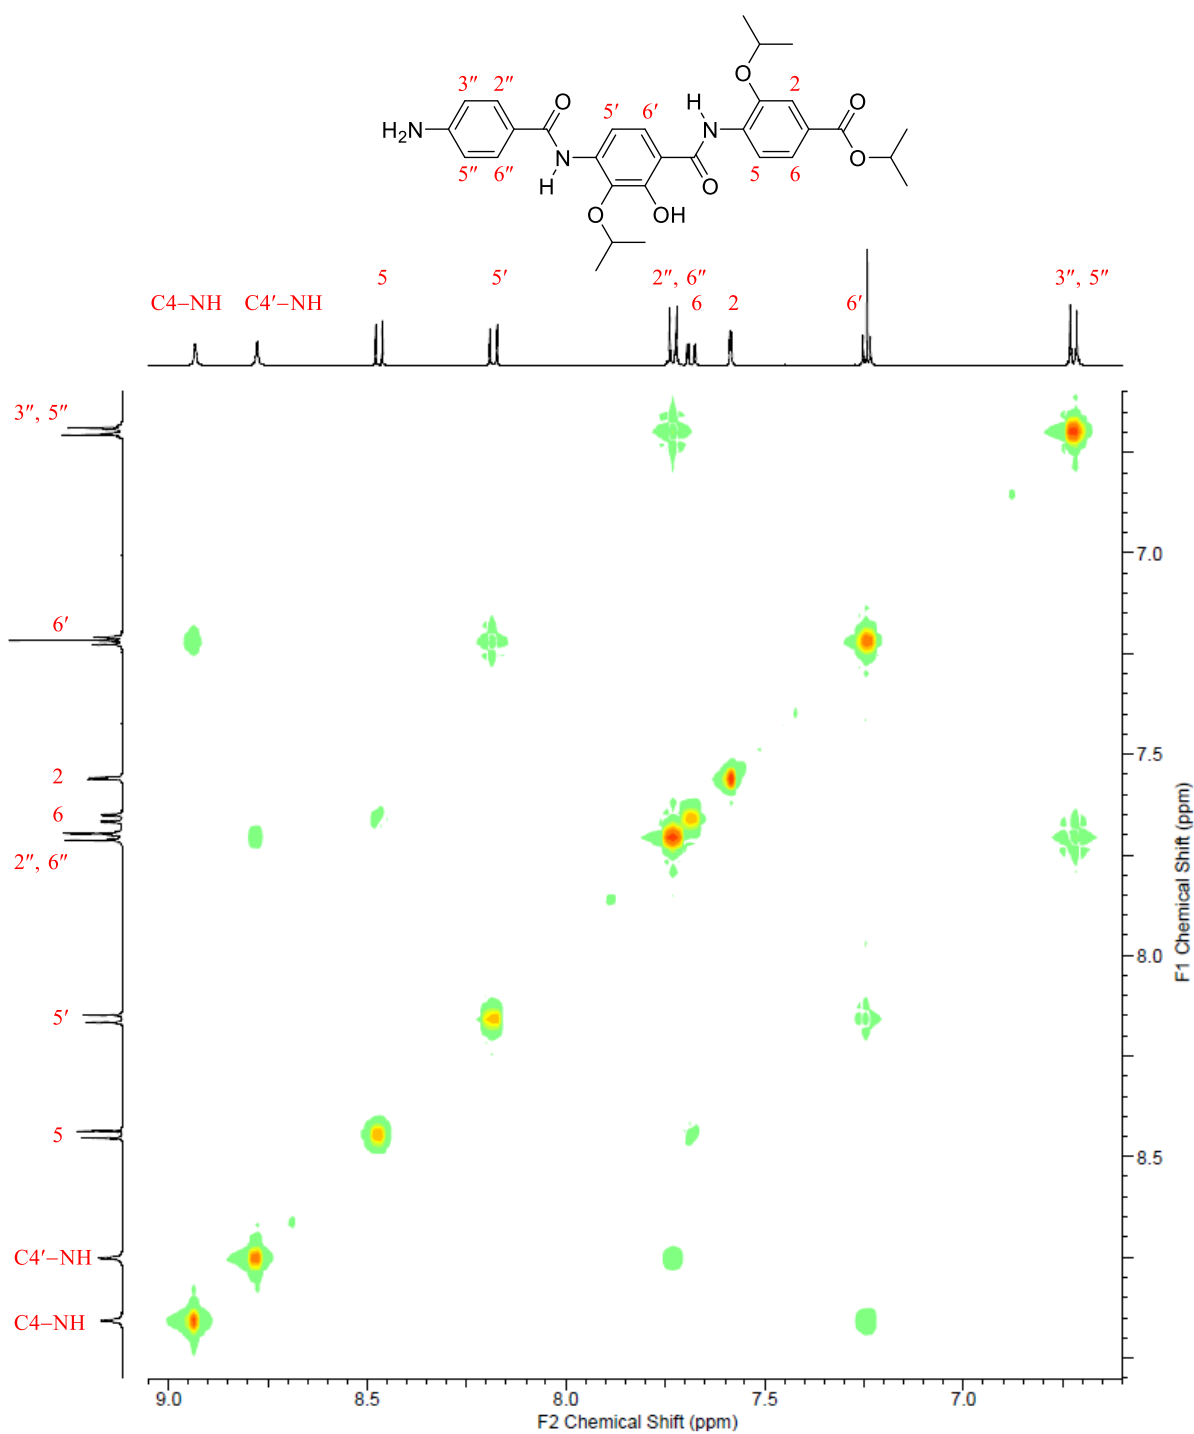 O
O
3″ 2″ O H 2 O
5′ 6′ N
H₂N N O
5″ 6″ H O 5 6
O OH
5 5′ 2″, 6″ 3″, 5″
C4–NH C4′–NH 6 2 6′
3″, 5″
7.0
6′
7.5
2
6
2″, 6″
F1 Chemical Shift (ppm)
8.0
5′
8.5
5
C4′–NH
C4–NH
9.0 8.5 8.0 7.5 7.0
F2 Chemical Shift (ppm)